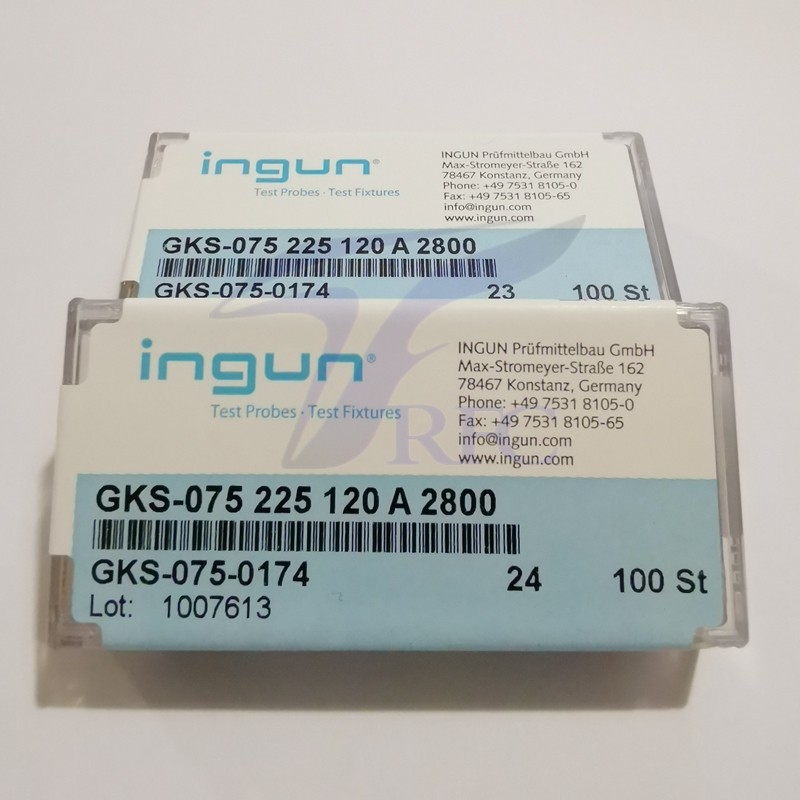 ingun®
Test Probes · Test Fixtures
INGUN Prüfmittelbau GmbH
Max-Stromeyer-Straße 162
78467 Konstanz, Germany
Phone: +49 7531 8105-0
Fax: +49 7531 8105-65
info@ingun.com
www.ingun.com
GKS-075 225 120 A 2800
GKS-075-0174 23 100 St
ingun®
Test Probes · Test Fixtures
INGUN Prüfmittelbau GmbH
Max-Stromeyer-Straße 162
78467 Konstanz, Germany
Phone: +49 7531 8105-0
Fax: +49 7531 8105-65
info@ingun.com
www.ingun.com
GKS-075 225 120 A 2800
GKS-075-0174 24 100 St
Lot: 1007613